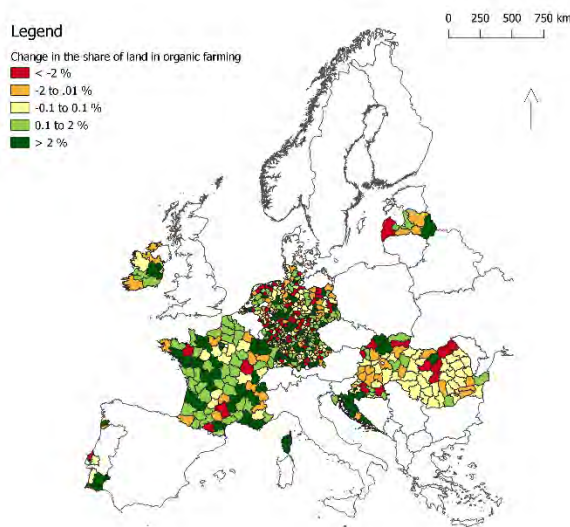 Legend
Change in the share of land in organic farming
< -2 %
-2 to .01 %
-0.1 to 0.1 %
0.1 to 2 %
> 2 %
0 250 500 750 km